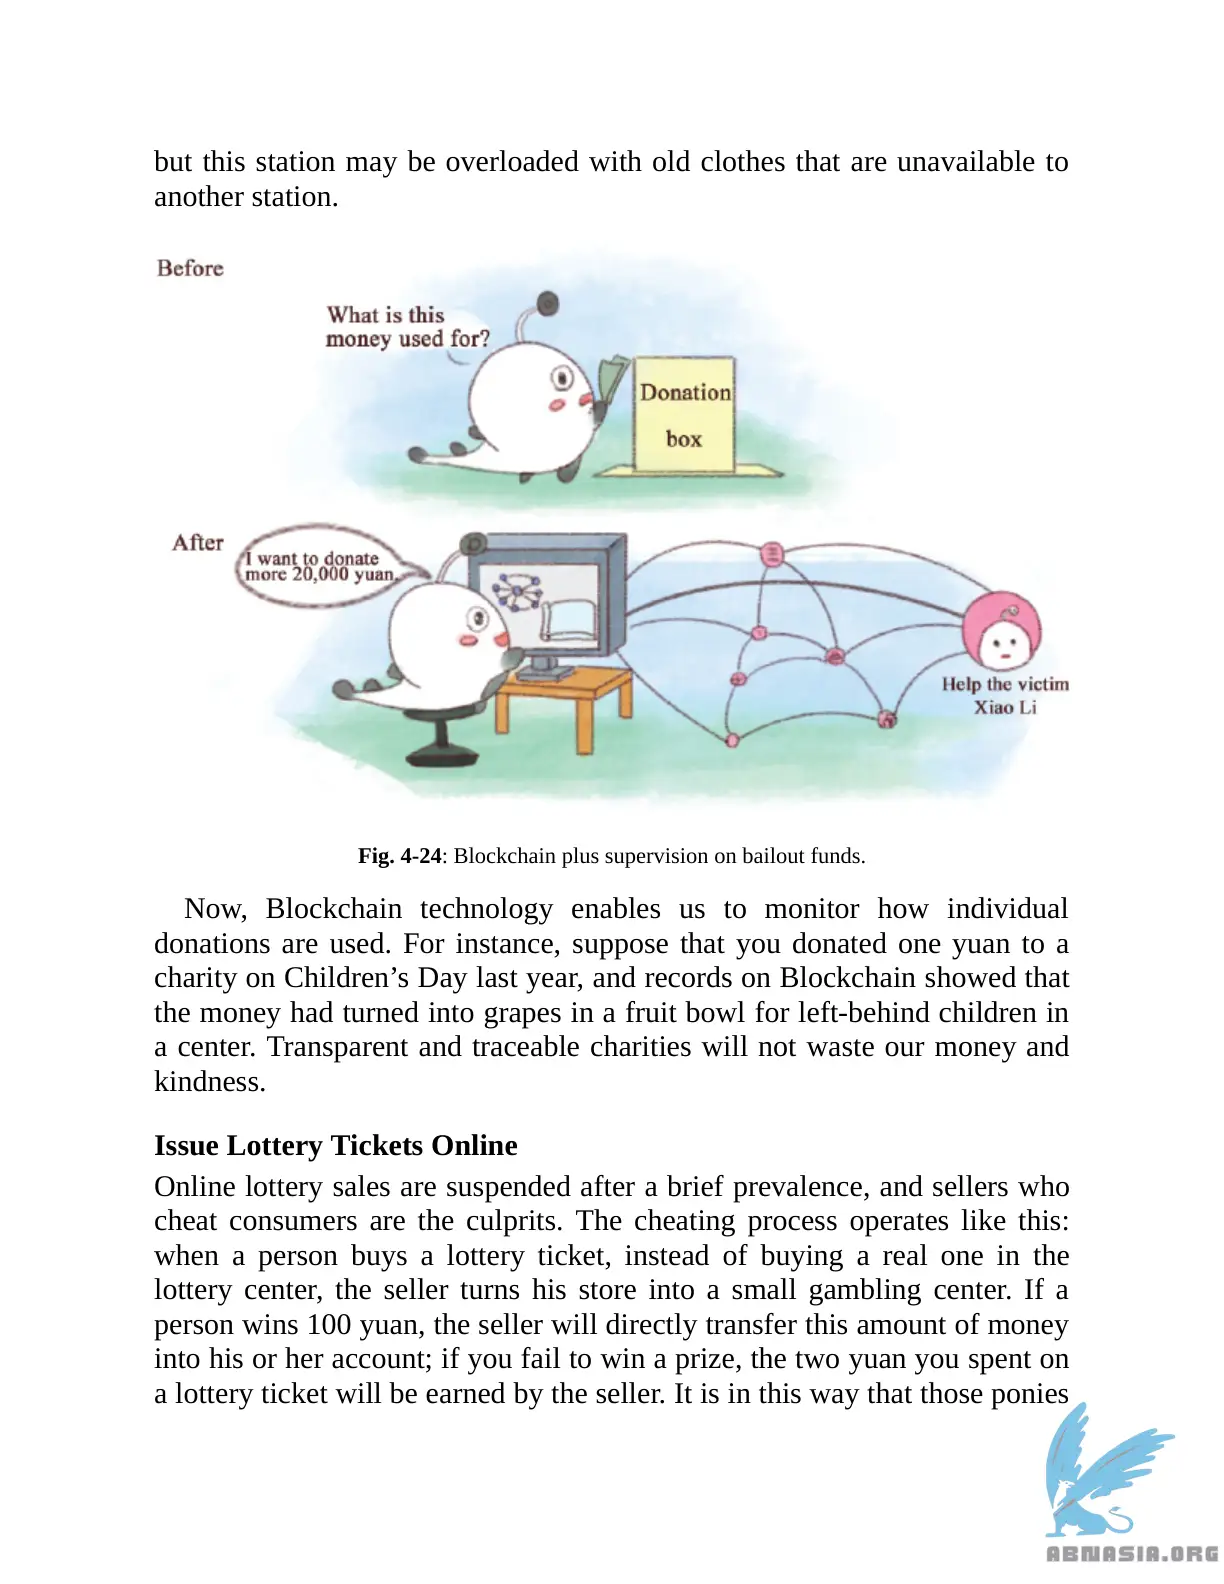 but this station may be overloaded with old clothes that are unavailable to
another station.
Before
What is this
money used for?
Donation
box
After
I want to donate
more 20,000 yuan.
Help the victim
Xiao Li
Fig. 4-24: Blockchain plus supervision on bailout funds.
Now, Blockchain technology enables us to monitor how individual
donations are used. For instance, suppose that you donated one yuan to a
charity on Children’s Day last year, and records on Blockchain showed that
the money had turned into grapes in a fruit bowl for left-behind children in
a center. Transparent and traceable charities will not waste our money and
kindness.
Issue Lottery Tickets Online
Online lottery sales are suspended after a brief prevalence, and sellers who
cheat consumers are the culprits. The cheating process operates like this:
when a person buys a lottery ticket, instead of buying a real one in the
lottery center, the seller turns his store into a small gambling center. If a
person wins 100 yuan, the seller will directly transfer this amount of money
into his or her account; if you fail to win a prize, the two yuan you spent on
a lottery ticket will be earned by the seller. It is in this way that those ponies
ABNASIA.ORG